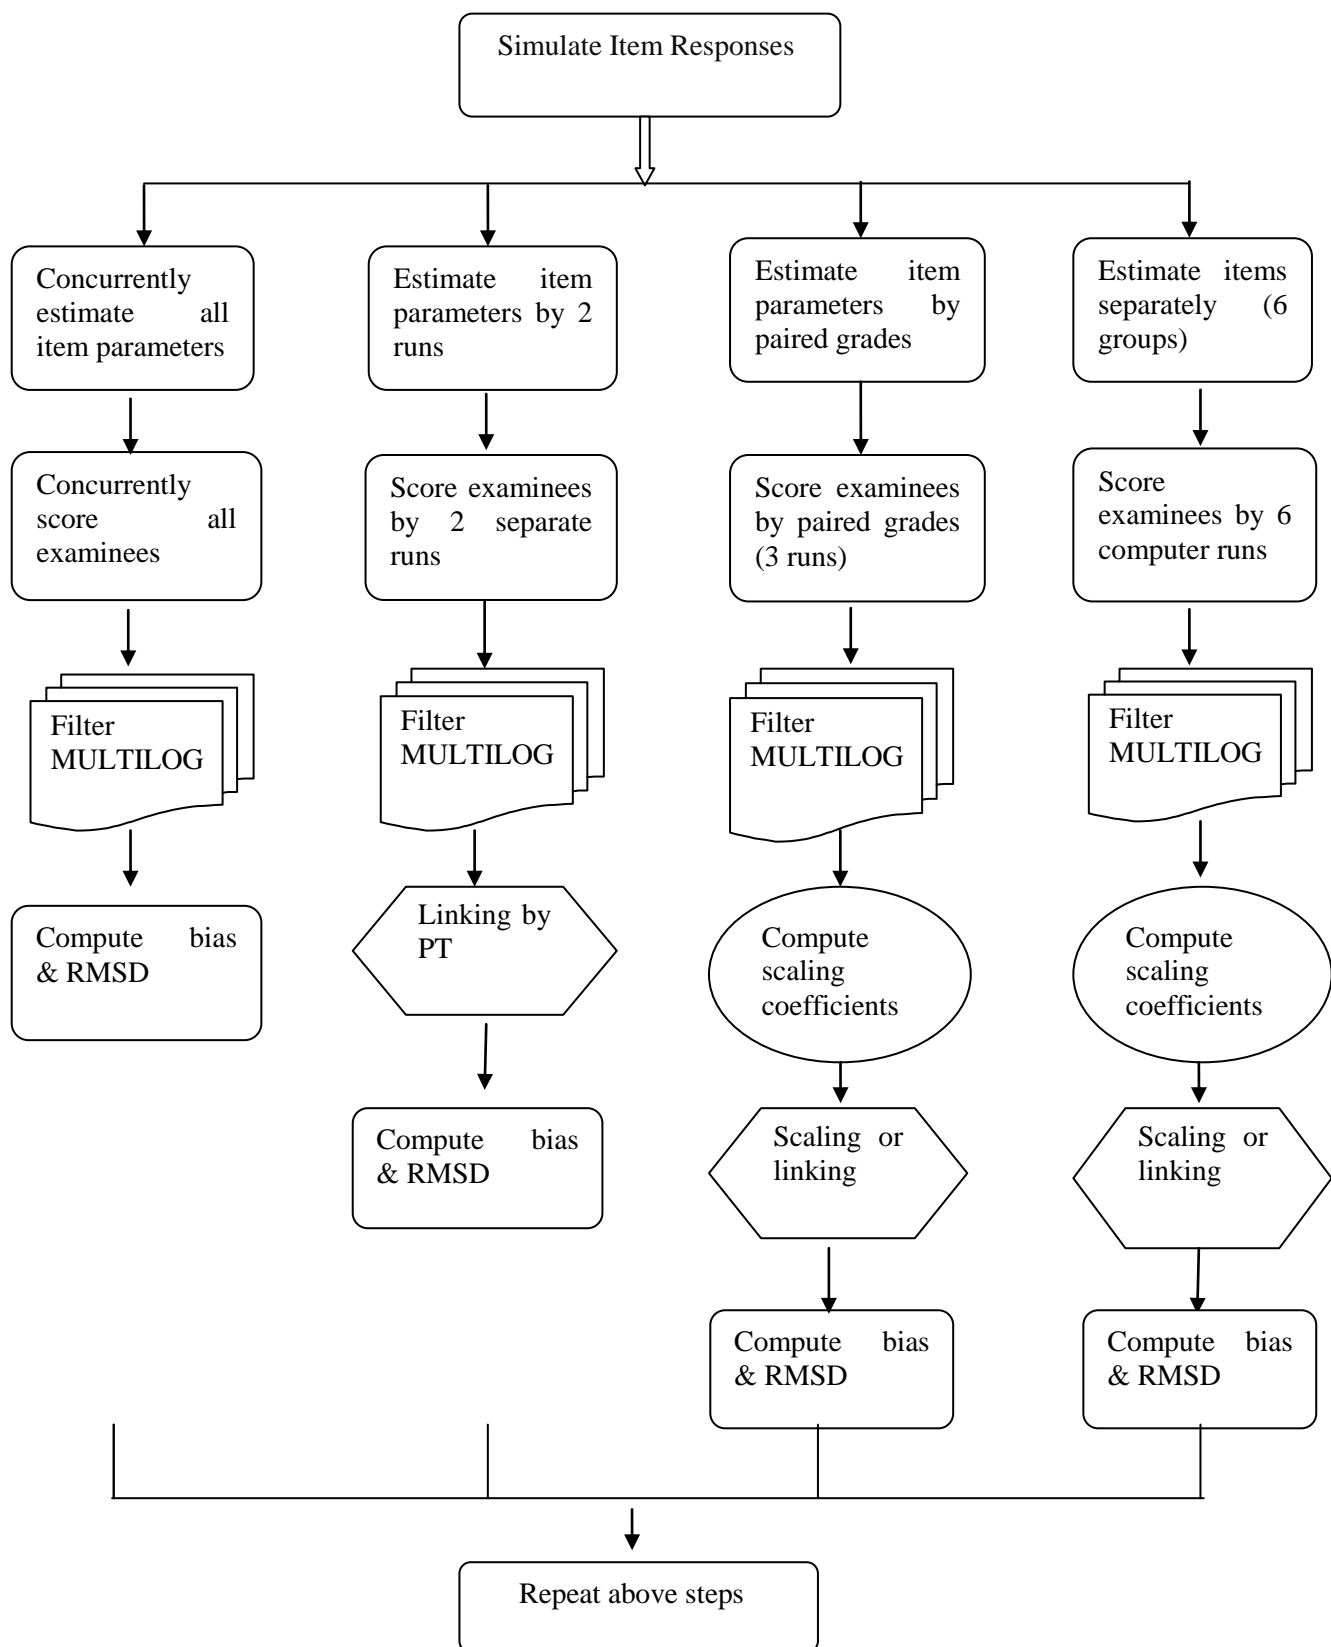 Simulate Item Responses
Concurrently
estimate all
item parameters
Estimate item
parameters by 2
runs
Estimate item
parameters by
paired grades
Estimate items
separately (6
groups)
Concurrently
score all
examinees
Score examinees
by 2 separate
runs
Score examinees
by paired grades
(3 runs)
Score
examinees by 6
computer runs
Filter
MULTILOG
Filter
MULTILOG
Filter
MULTILOG
Filter
MULTILOG
Compute bias
& RMSD
Linking by
PT
Compute
scaling
coefficients
Compute
scaling
coefficients
Compute bias
& RMSD
Scaling or
linking
Scaling or
linking
Compute bias
& RMSD
Compute bias
& RMSD
Repeat above steps